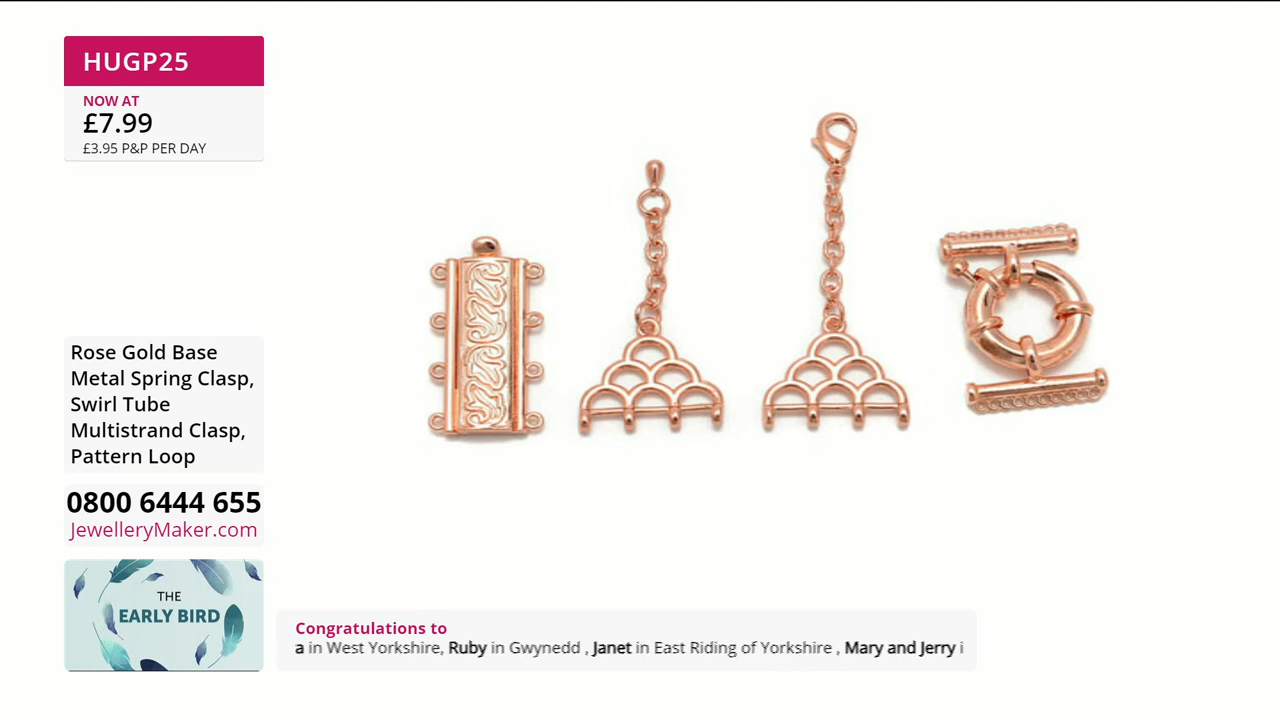 HUGP25
NOW AT
£7.99
£3.95 P&P PER DAY
Rose Gold Base
Metal Spring Clasp,
Swirl Tube
Multistrand Clasp,
Pattern Loop
0800 6444 655
JewelleryMaker.com
THE
EARLY BIRD
Congratulations to
a in West Yorkshire, Ruby in Gwynedd , Janet in East Riding of Yorkshire , Mary and Jerry i